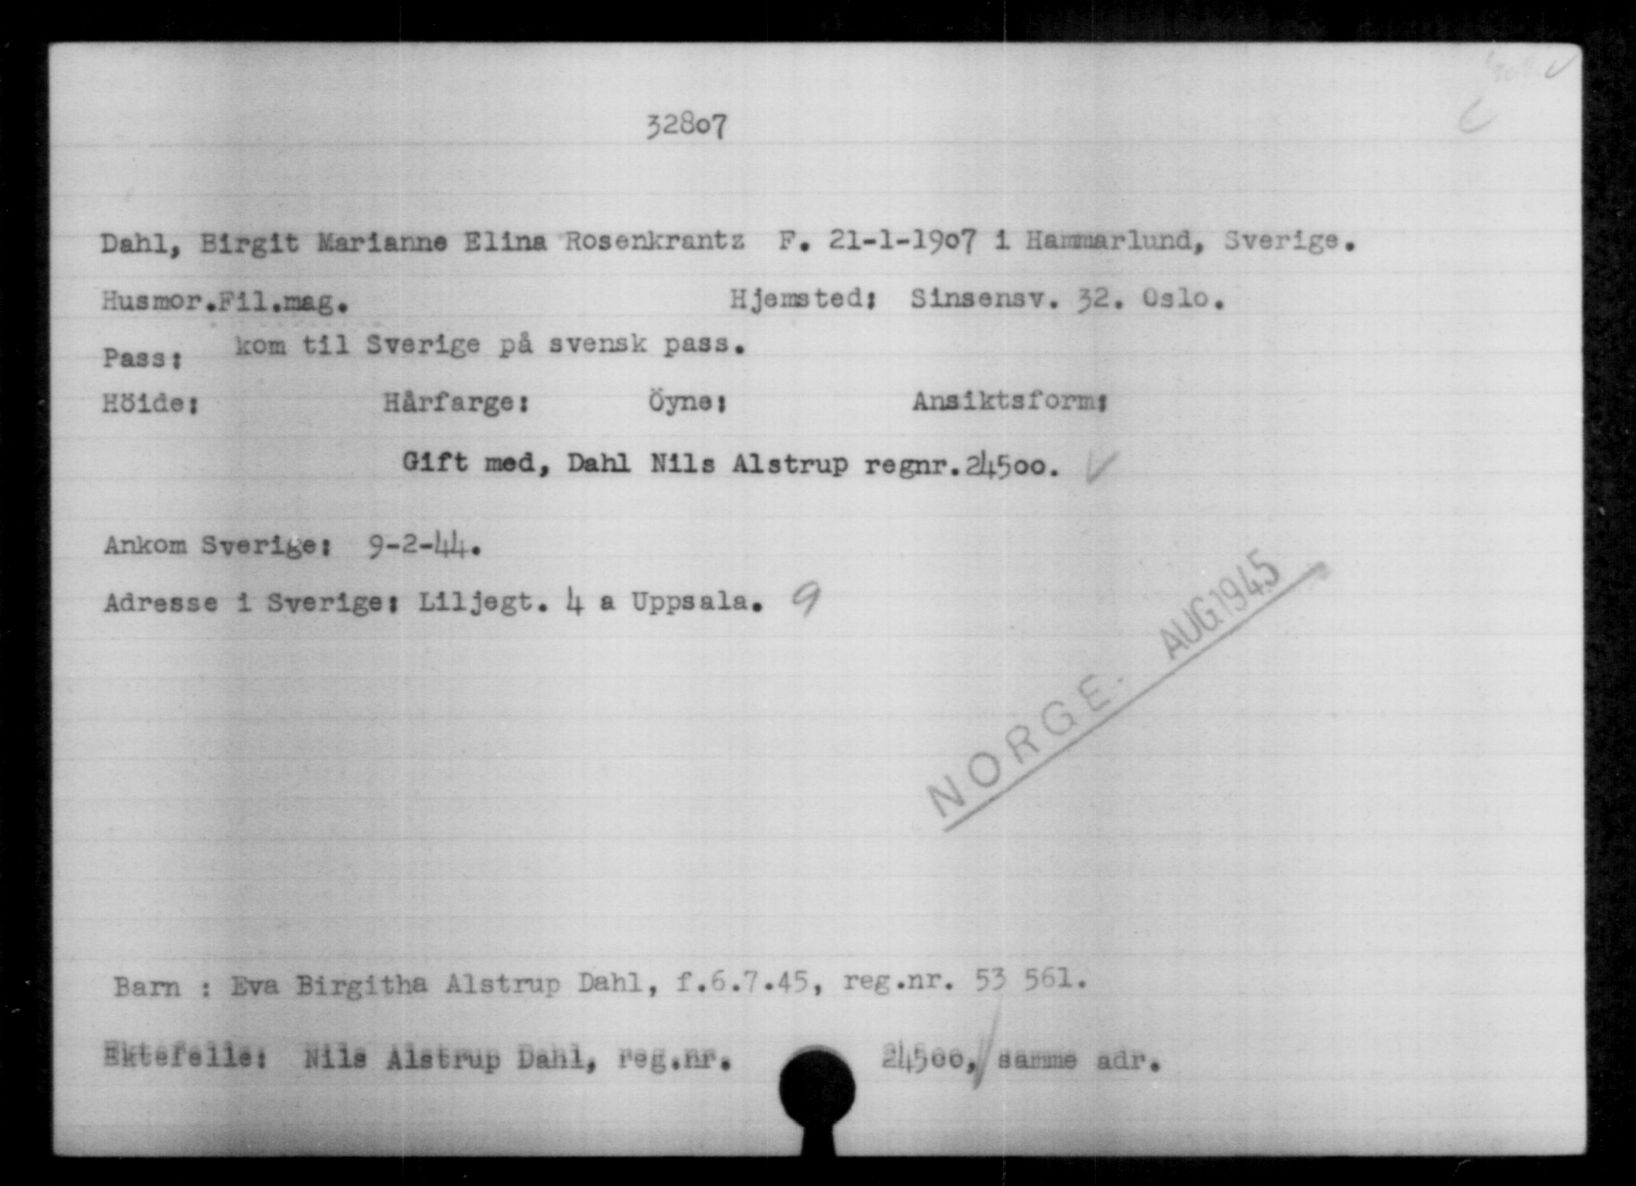 32807
Dahl, Birgit Marianne Elina Rosenkrantz F. 21-1-1907 i Hammarlund, Sverige.
Husmor.Fil.mag. Hjemsted: Sinsensv. 32. Oslo.
Pass: kom til Sverige på svensk pass.
Höide: Hårfarge: Öyne: Ansiktsform:
Gift med, Dahl Nils Alstrup regnr.24500.
Ankom Sverige: 9-2-44.
Adresse i Sverige: Liljegt. 4 a Uppsala. 9
NORGE. AUG.1945
Barn : Eva Birgitha Alstrup Dahl, f.6.7.45, reg.nr. 53 561.
Ektefelle: Nils Alstrup Dahl, reg.nr. 24500, samme adr.